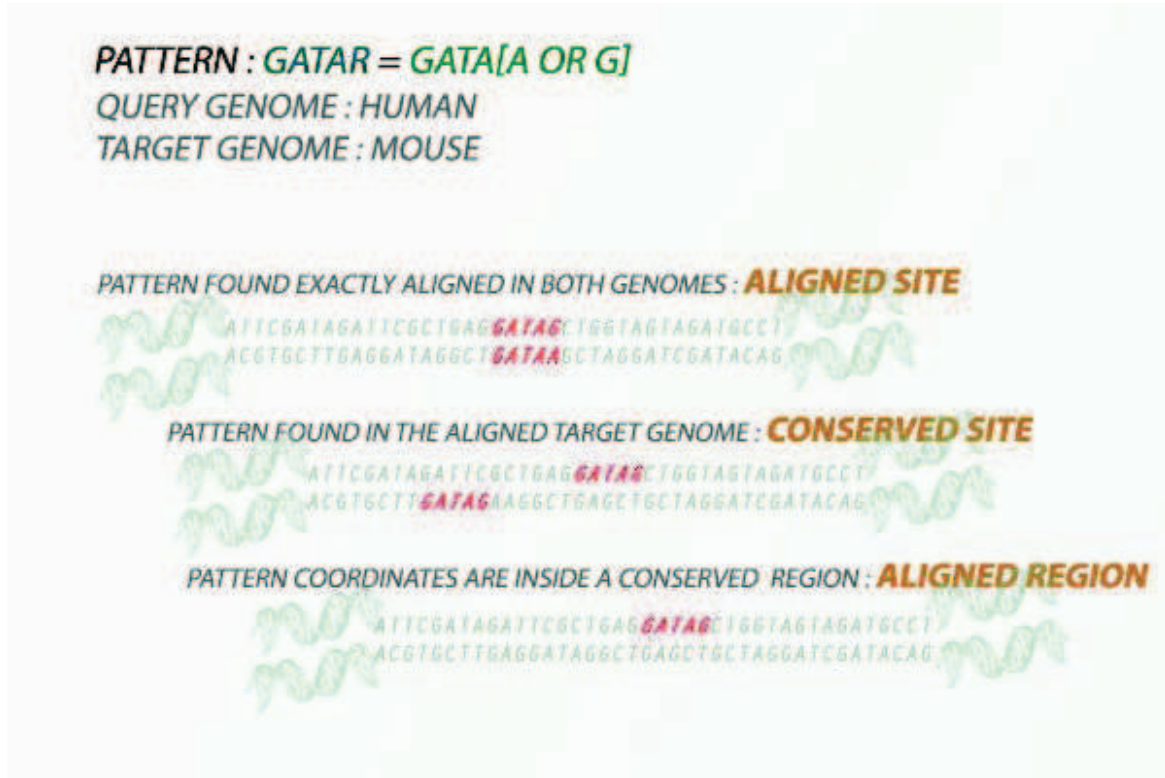 PATTERN : GATAR = GATA[A OR G]
QUERY GENOME : HUMAN
TARGET GENOME : MOUSE
PATTERN FOUND EXACTLY ALIGNED IN BOTH GENOMES : ALIGNED SITE
ATTCGATAGATTCGCTGAGGATAGCTGGTAGTAGATGCCT
ACGTGCTTGAGGATAGGCTGATAAGCTAGGATCGATACAG
PATTERN FOUND IN THE ALIGNED TARGET GENOME : CONSERVED SITE
ATTCGATAGATTCGCTGAGGATAGCTGGTAGTAGATGCCT
ACGTGCTTGATAGAAGGCTGAGCTGCTAGGATCGATACAG
PATTERN COORDINATES ARE INSIDE A CONSERVED REGION : ALIGNED REGION
ATTCGATAGATTCGCTGAGGATAGCTGGTAGTAGATGCCT
ACGTGCTTGAGGATAGGCTGAGCTGCTAGGATCGATACAG